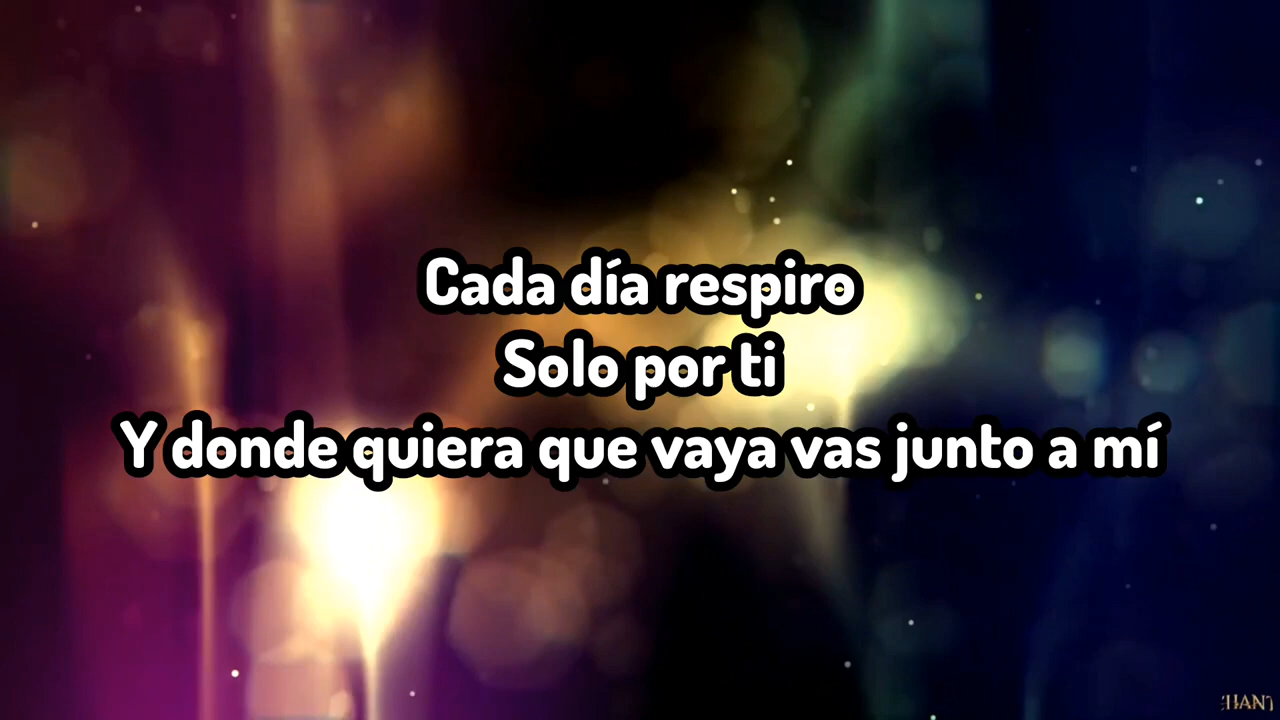 Cada día respiro
Solo por ti
Y donde quiera que vaya vas junto a mí